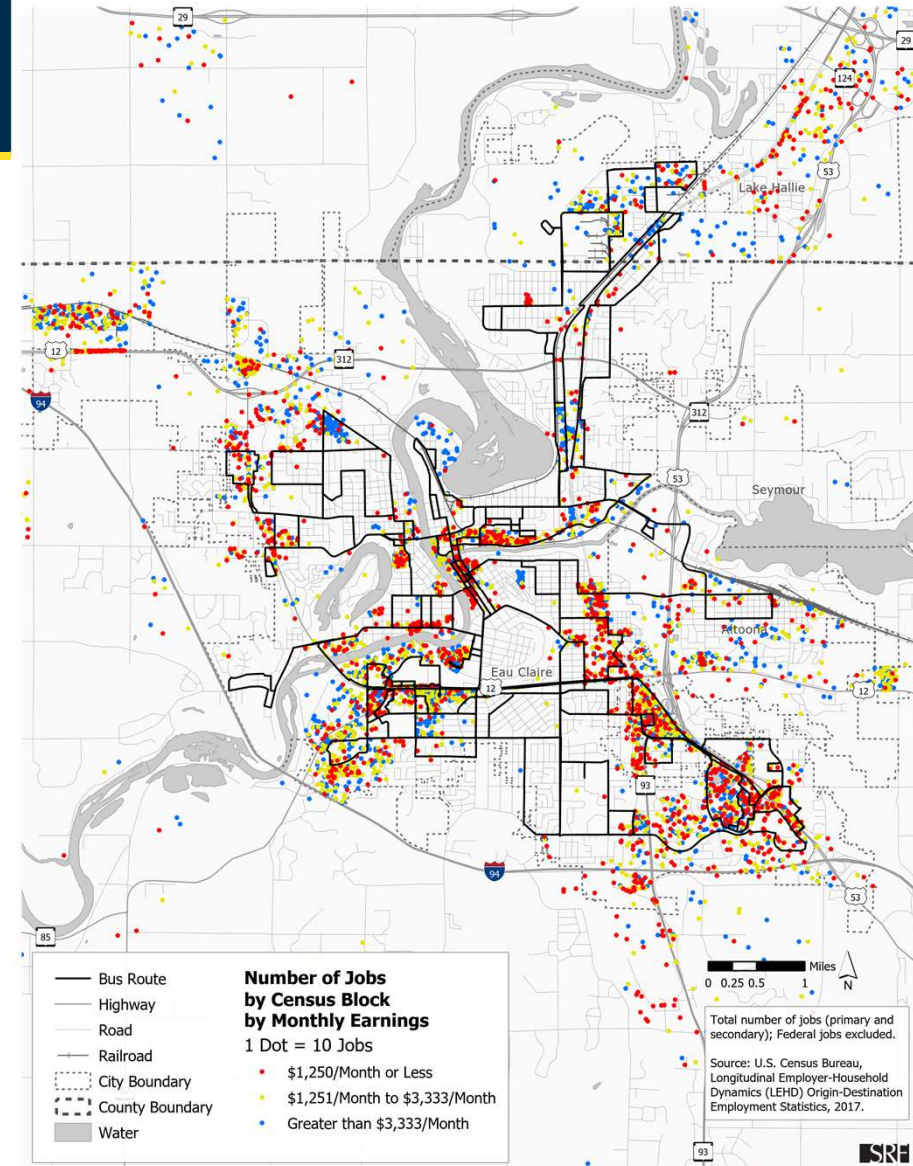 29
29
124
53
Lake Hallie
12
312
94
312
53
Seymour
Altoona
Eau Claire
12
12
93
94
53
85
Miles
0 0.25 0.5 1
N
Bus Route
Highway
Road
Railroad
City Boundary
County Boundary
Water
Number of Jobs
by Census Block
by Monthly Earnings
1 Dot = 10 Jobs
$1,250/Month or Less
$1,251/Month to $3,333/Month
Greater than $3,333/Month
Total number of jobs (primary and
secondary); Federal jobs excluded.
Source: U.S. Census Bureau,
Longitudinal Employer-Household
Dynamics (LEHD) Origin-Destination
Employment Statistics, 2017.
93
SRF